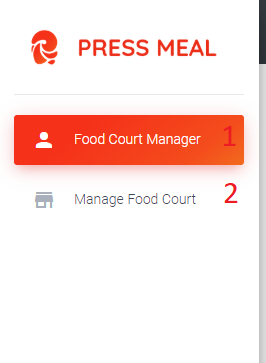 PRESS MEAL
Food Court Manager 1
Manage Food Court 2